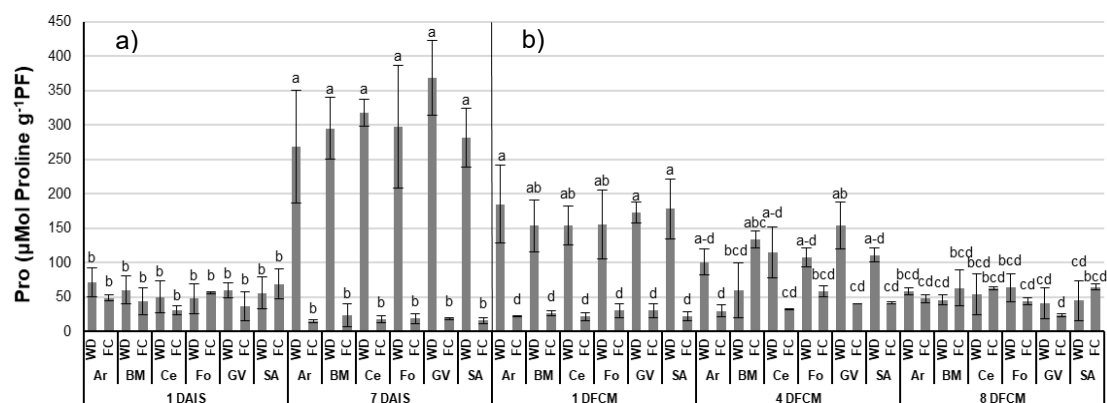 a)
b)
Pro (µMol Proline g-1PF)
450
400
350
300
250
200
150
100
50
0
b b b b b b b b b b b b
a b a b a b a b a b a b
a d ab d ab d ab d a d a d
a-d d bcd abc a-d cd a-d bcd ab cd a-d cd
bcd cd bcd bcd bcd bcd bcd bcd cd d cd bcd
WD FC WD FC WD FC WD FC WD FC WD FC WD FC WD FC WD FC WD FC WD FC WD FC WD FC WD FC WD FC WD FC WD FC WD FC WD FC WD FC WD FC WD FC WD FC WD FC WD FC WD FC WD FC WD FC WD FC WD FC
Ar BM Ce Fo GV SA Ar BM Ce Fo GV SA Ar BM Ce Fo GV SA Ar BM Ce Fo GV SA Ar BM Ce Fo GV SA
1 DAIS 7 DAIS 1 DFCM 4 DFCM 8 DFCM